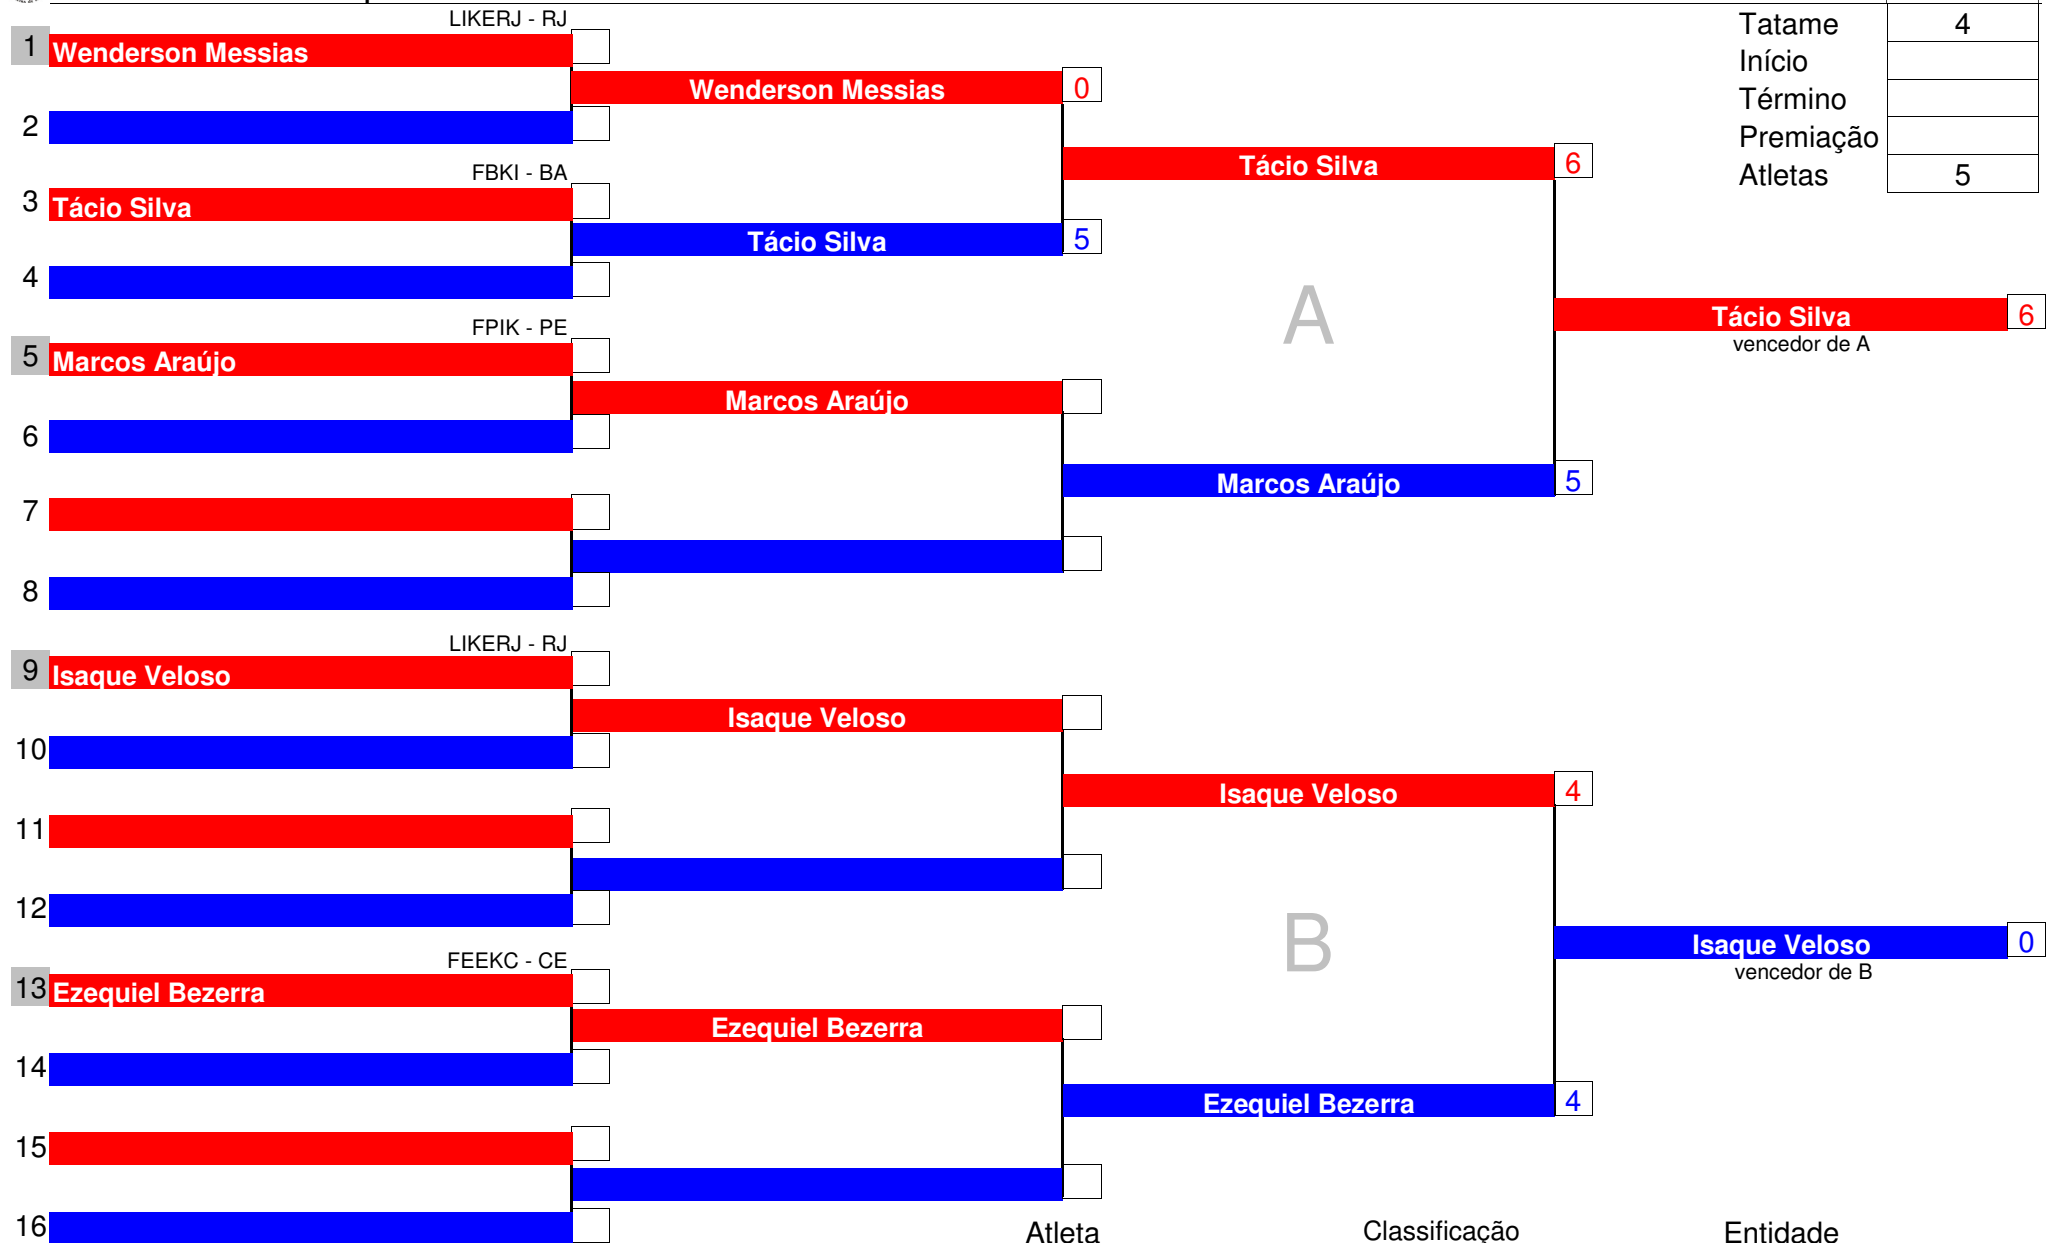 LIKERJ - RJ
1 Wenderson Messias
Wenderson Messias 0
2
FBKI - BA
3 Tácio Silva
Tácio Silva 5
4
Tácio Silva 6
FPIK - PE
5 Marcos Araújo
Marcos Araújo
6
7
8
Marcos Araújo 5
A
Tácio Silva 6
vencedor de A
LIKERJ - RJ
9 Isaque Veloso
Isaque Veloso
10
11
12
Isaque Veloso 4
FEEKC - CE
13 Ezequiel Bezerra
Ezequiel Bezerra
14
15
16
Ezequiel Bezerra 4
B
Isaque Veloso 0
vencedor de B
Tatame 4
Início
Término
Premiação
Atletas 5
Atleta Classificação Entidade